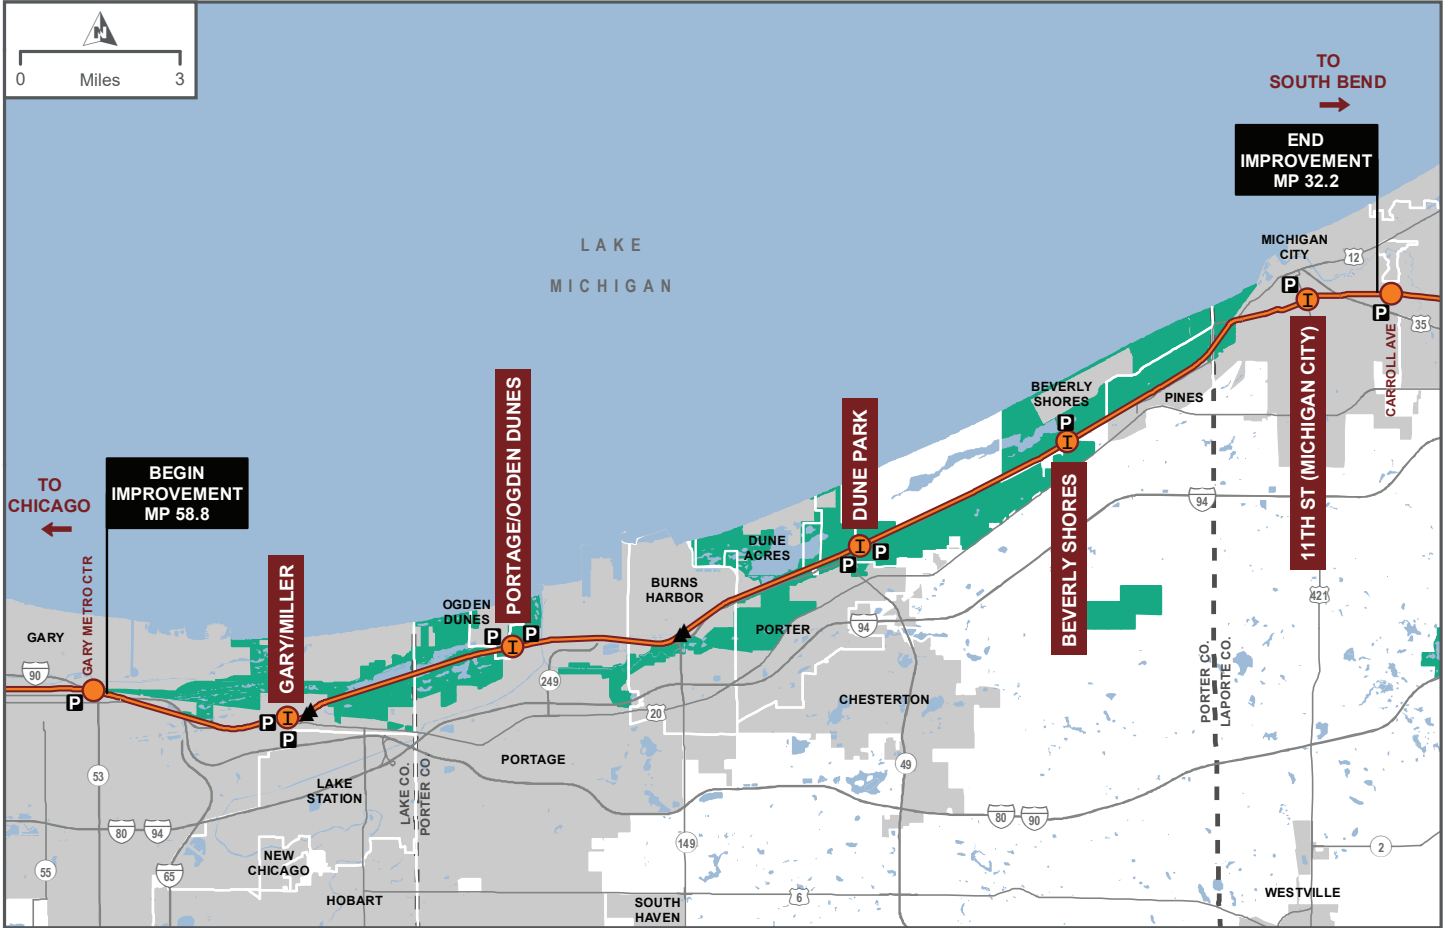 N
0 Miles 3
TO
SOUTH BEND
END
IMPROVEMENT
MP 32.2
LAKE
MICHIGAN
MICHIGAN
CITY
12
P
I
P
35
CARROLL AVE
11TH ST (MICHIGAN CITY)
BEVERLY
SHORES
P
I
PINES
BEVERLY SHORES
94
421
PORTAGE/OGDEN DUNES
DUNE PARK
I
P
P
DUNE
ACRES
TO
CHICAGO
BEGIN
IMPROVEMENT
MP 58.8
GARY METRO CTR
GARY
90
P
GARY/MILLER
P
I
P
OGDEN
DUNES
P
P
I
BURNS
HARBOR
PORTER
94
249
20
CHESTERTON
49
PORTER CO.
LAPORTE CO.
PORTAGE
LAKE CO.
PORTER CO.
LAKE
STATION
53
80
94
NEW
CHICAGO
55
65
HOBART
149
SOUTH
HAVEN
6
80
90
2
WESTVILLE